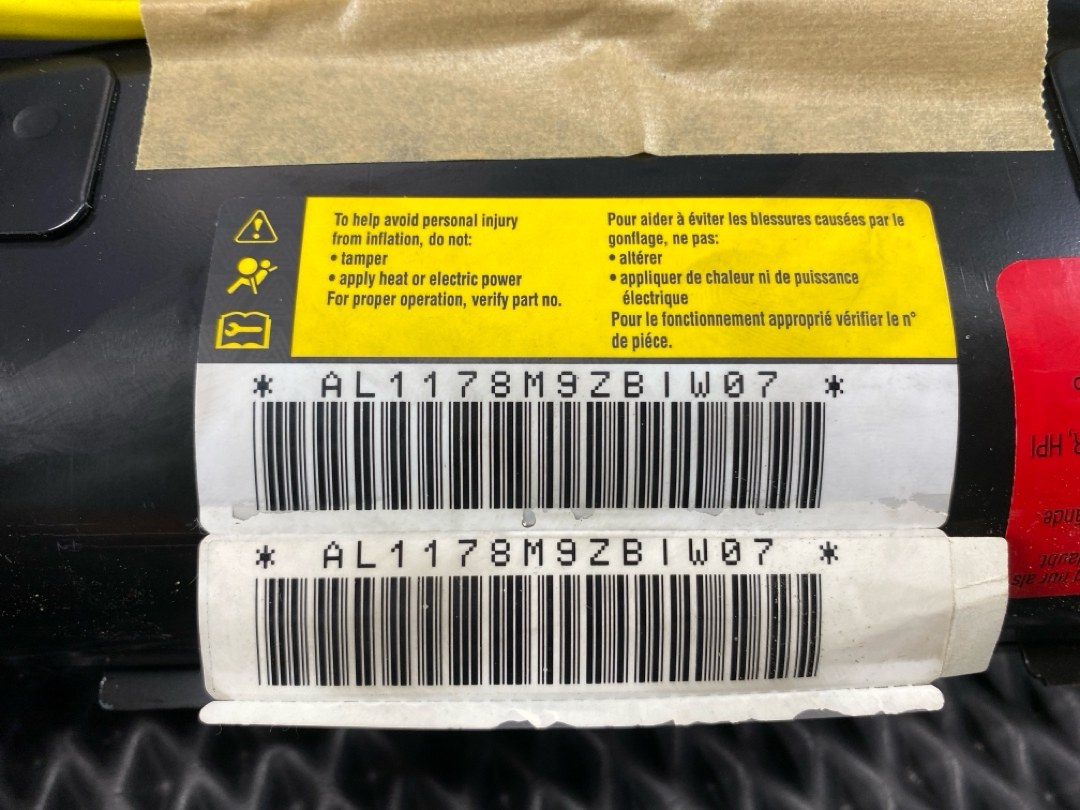 To help avoid personal injury
from inflation, do not:
• tamper
• apply heat or electric power
For proper operation, verify part no.
Pour aider à éviter les blessures causées par le
gonflage, ne pas:
• altérer
• appliquer de chaleur ni de puissance
électrique
Pour le fonctionnement approprié vérifier le n°
de piéce.
* AL1178M9ZBIW07 *
* AL1178M9ZBIW07 *
HPI